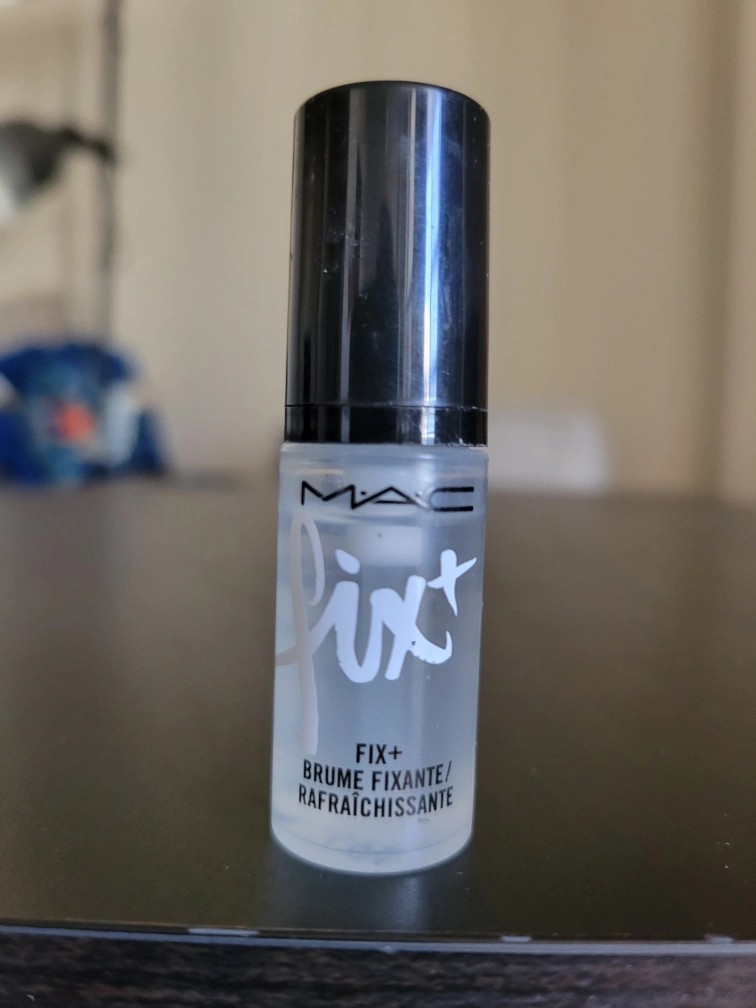 M·A·C
fix+
FIX+
BRUME FIXANTE/
RAFRAÎCHISSANTE